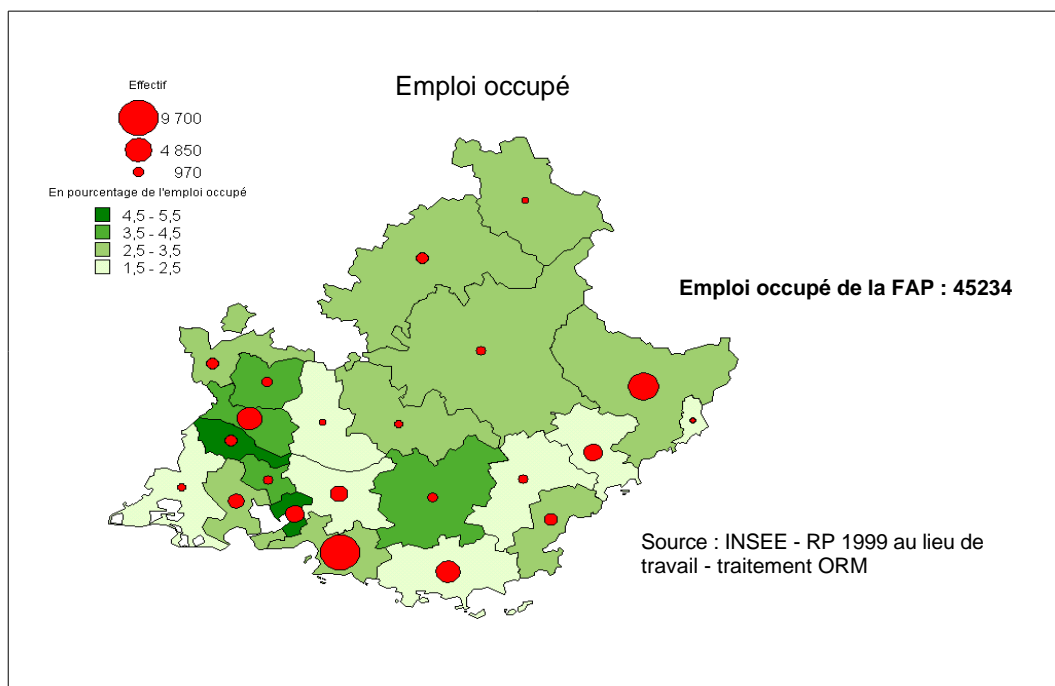 Emploi occupé
Effectif
9 700
4 850
970
En pourcentage de l'emploi occupé
4,5 - 5,5
3,5 - 4,5
2,5 - 3,5
1,5 - 2,5
Emploi occupé de la FAP : 45234
Source : INSEE - RP 1999 au lieu de
travail - traitement ORM